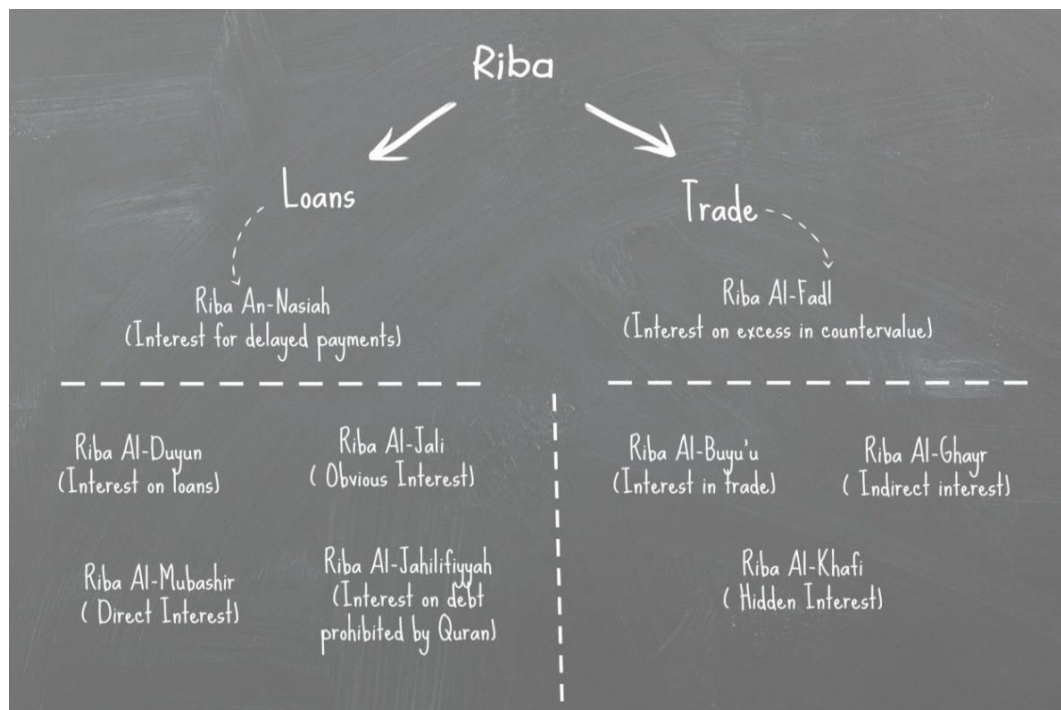 Riba
Loans
Trade
Riba An-Nasiah
(Interest for delayed payments)
Riba Al-Fadl
(Interest on excess in countervalue)
Riba Al-Duyun
(Interest on loans)
Riba Al-Jali
( Obvious Interest)
Riba Al-Mubashir
( Direct Interest)
Riba Al-Jahilifiyyah
(Interest on debt
prohibited by Quran)
Riba Al-Buyu'u
(Interest in trade)
Riba Al-Ghayr
( Indirect interest)
Riba Al-Khafi
( Hidden Interest)